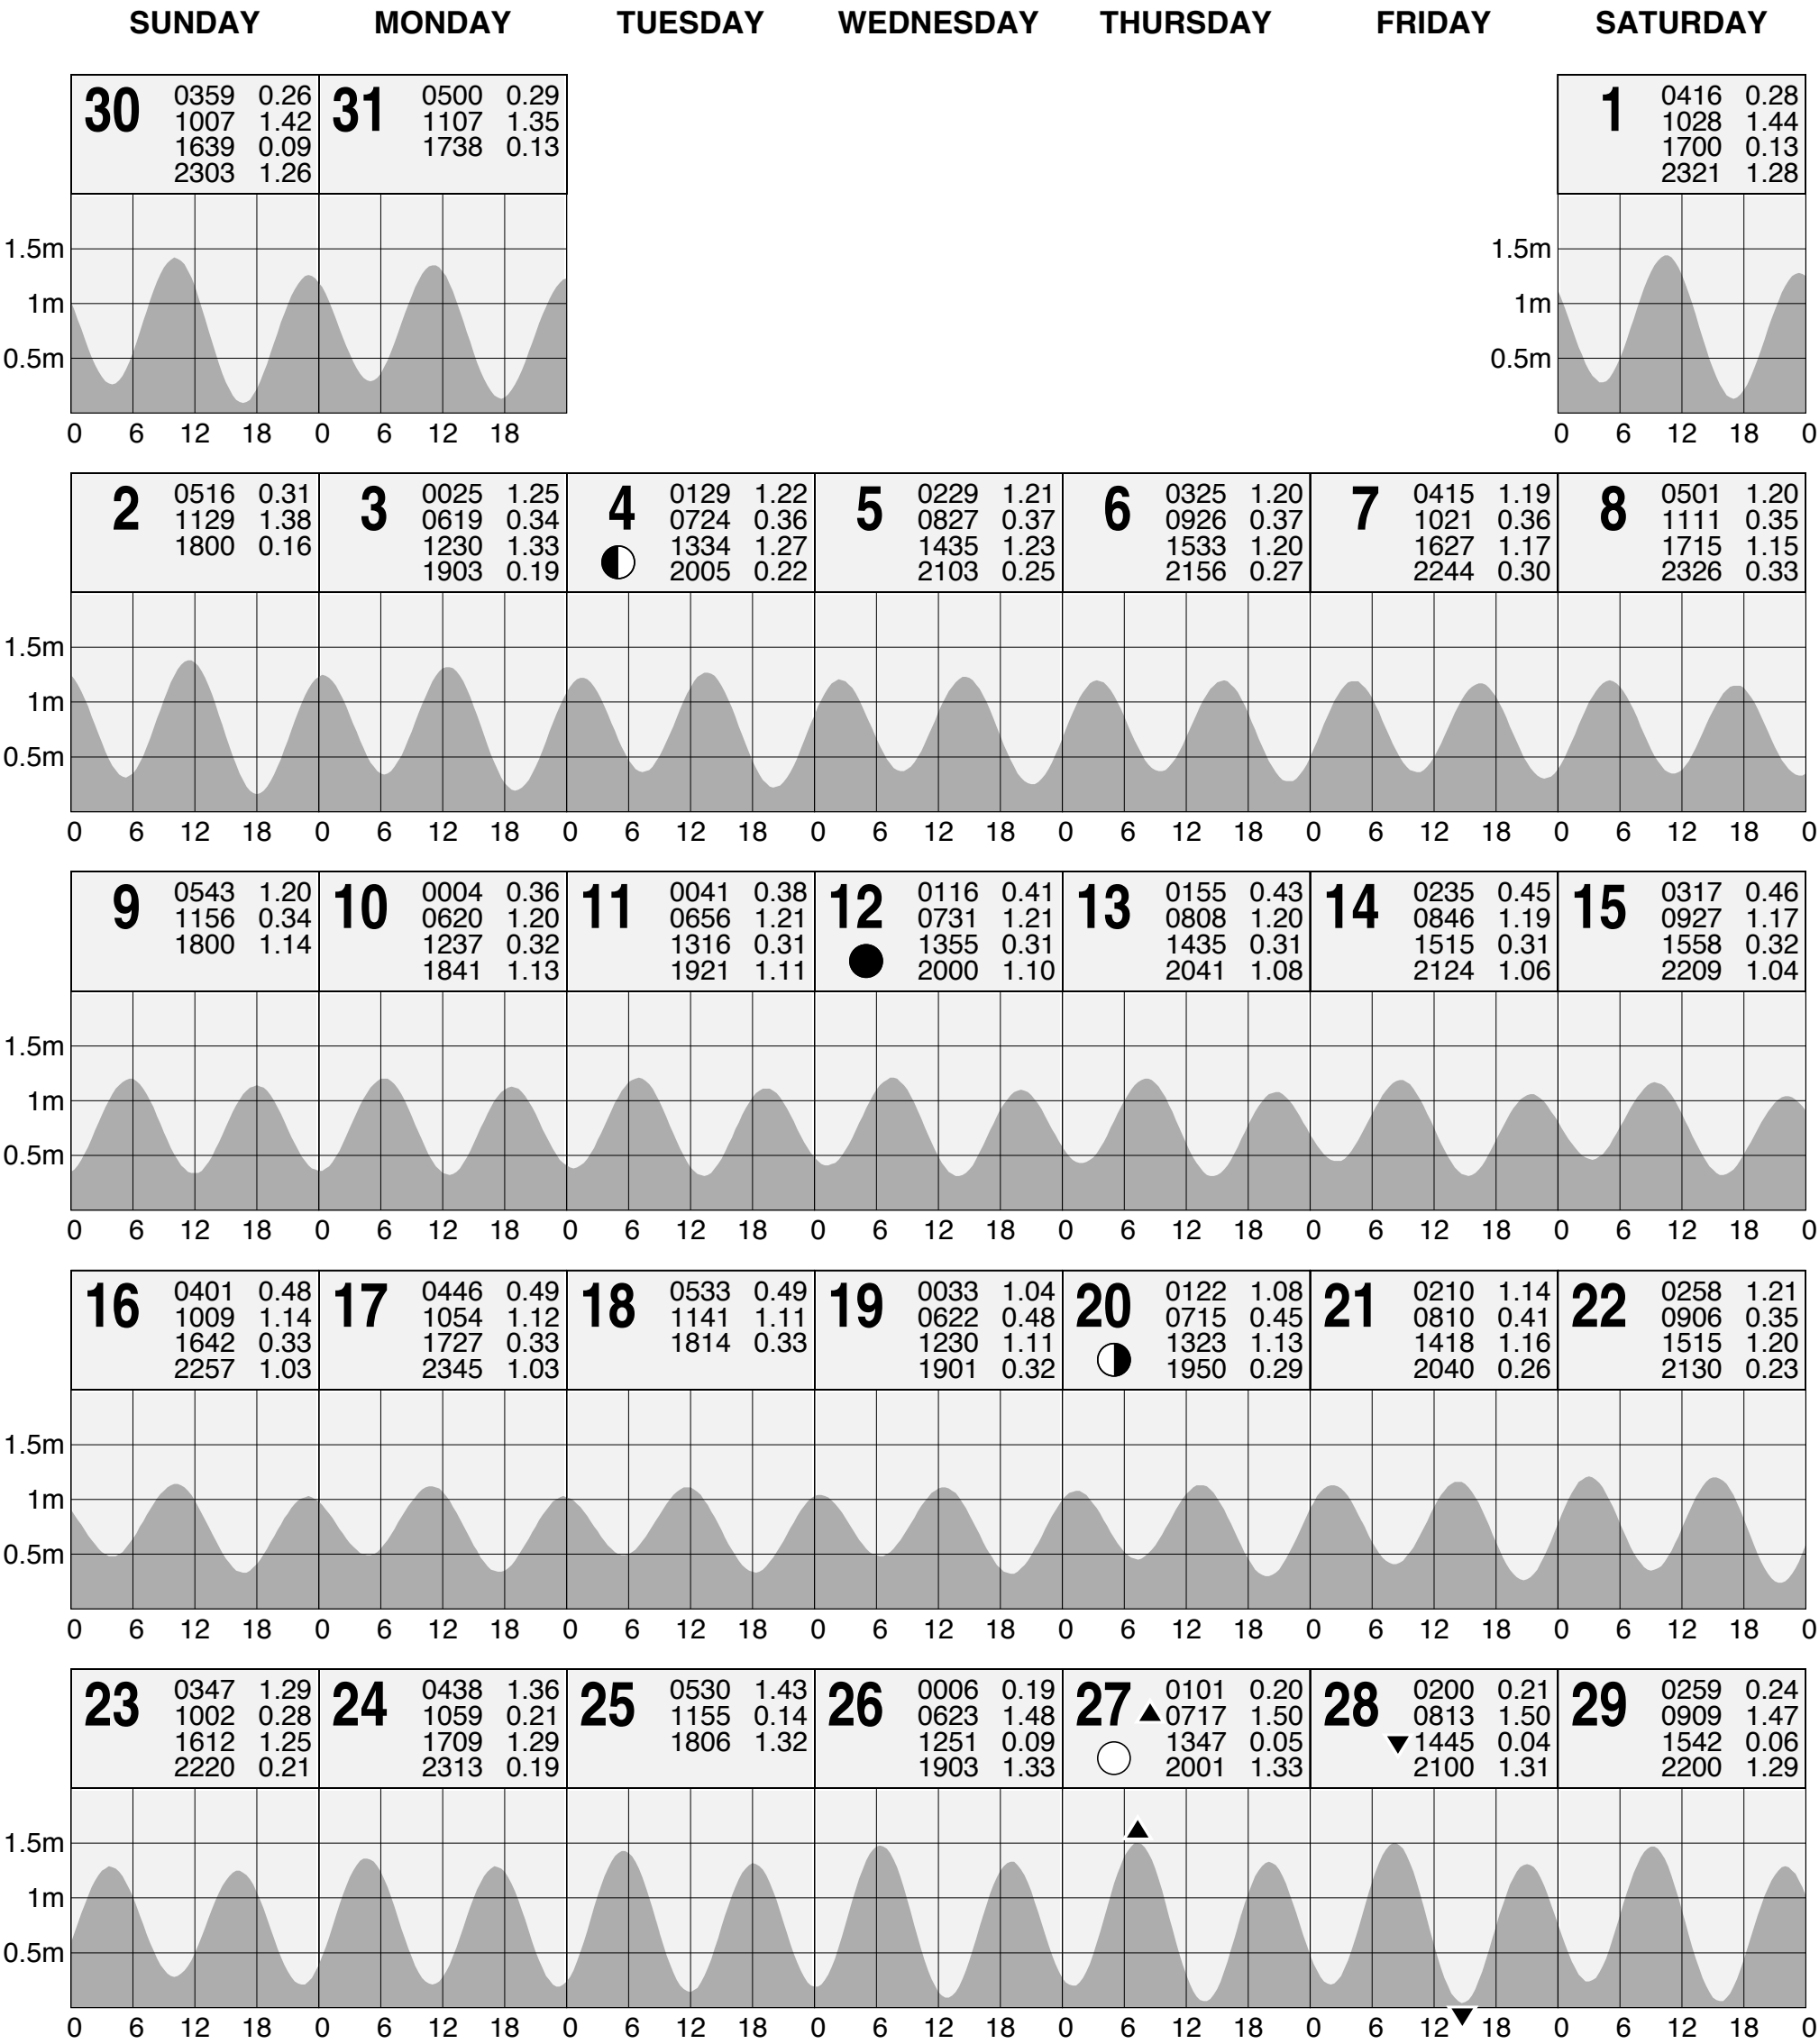 SUNDAY MONDAY TUESDAY WEDNESDAY THURSDAY FRIDAY SATURDAY
30 0359 0.26 31 0500 0.29 1 0416 0.28
1007 1.42 1107 1.35 1028 1.44
1639 0.09 1738 0.13 1700 0.13
2303 1.26 2321 1.28
1.5m 1.5m
1m 1m
0.5m 0.5m
0 6 12 18 0 6 12 18 0 6 12 18 0
2 0516 0.31 3 0025 1.25 4 0129 1.22 5 0229 1.21 6 0325 1.20 7 0415 1.19 8 0501 1.20
1129 1.38 0619 0.34 0724 0.36 0827 0.37 0926 0.37 1021 0.36 1111 0.35
1800 0.16 1230 1.33 1334 1.27 1435 1.23 1533 1.20 1627 1.17 1715 1.15
1903 0.19 2005 0.22 2103 0.25 2156 0.27 2244 0.30 2326 0.33
1.5m
1m
0.5m
0 6 12 18 0 6 12 18 0 6 12 18 0 6 12 18 0 6 12 18 0 6 12 18 0 6 12 18 0
9 0543 1.20 10 0004 0.36 11 0041 0.38 12 0116 0.41 13 0155 0.43 14 0235 0.45 15 0317 0.46
1156 0.34 0620 1.20 0656 1.21 0731 1.21 0808 1.20 0846 1.19 0927 1.17
1800 1.14 1237 0.32 1316 0.31 1355 0.31 1435 0.31 1515 0.31 1558 0.32
1841 1.13 1921 1.11 2000 1.10 2041 1.08 2124 1.06 2209 1.04
1.5m
1m
0.5m
0 6 12 18 0 6 12 18 0 6 12 18 0 6 12 18 0 6 12 18 0 6 12 18 0 6 12 18 0
16 0401 0.48 17 0446 0.49 18 0533 0.49 19 0033 1.04 20 0122 1.08 21 0210 1.14 22 0258 1.21
1009 1.14 1054 1.12 1141 1.11 0622 0.48 0715 0.45 0810 0.41 0906 0.35
1642 0.33 1727 0.33 1814 0.33 1230 1.11 1323 1.13 1418 1.16 1515 1.20
2257 1.03 2345 1.03 1901 0.32 1950 0.29 2040 0.26 2130 0.23
1.5m
1m
0.5m
0 6 12 18 0 6 12 18 0 6 12 18 0 6 12 18 0 6 12 18 0 6 12 18 0 6 12 18 0
23 0347 1.29 24 0438 1.36 25 0530 1.43 26 0006 0.19 27 0101 0.20 28 0200 0.21 29 0259 0.24
1002 0.28 1059 0.21 1155 0.14 0623 1.48 0717 1.50 0813 1.50 0909 1.47
1612 1.25 1709 1.29 1806 1.32 1251 0.09 1347 0.05 1445 0.04 1542 0.06
2220 0.21 2313 0.19 1903 1.33 2001 1.33 2100 1.31 2200 1.29
1.5m
1m
0.5m
0 6 12 18 0 6 12 18 0 6 12 18 0 6 12 18 0 6 12 18 0 6 12 18 0 6 12 18 0